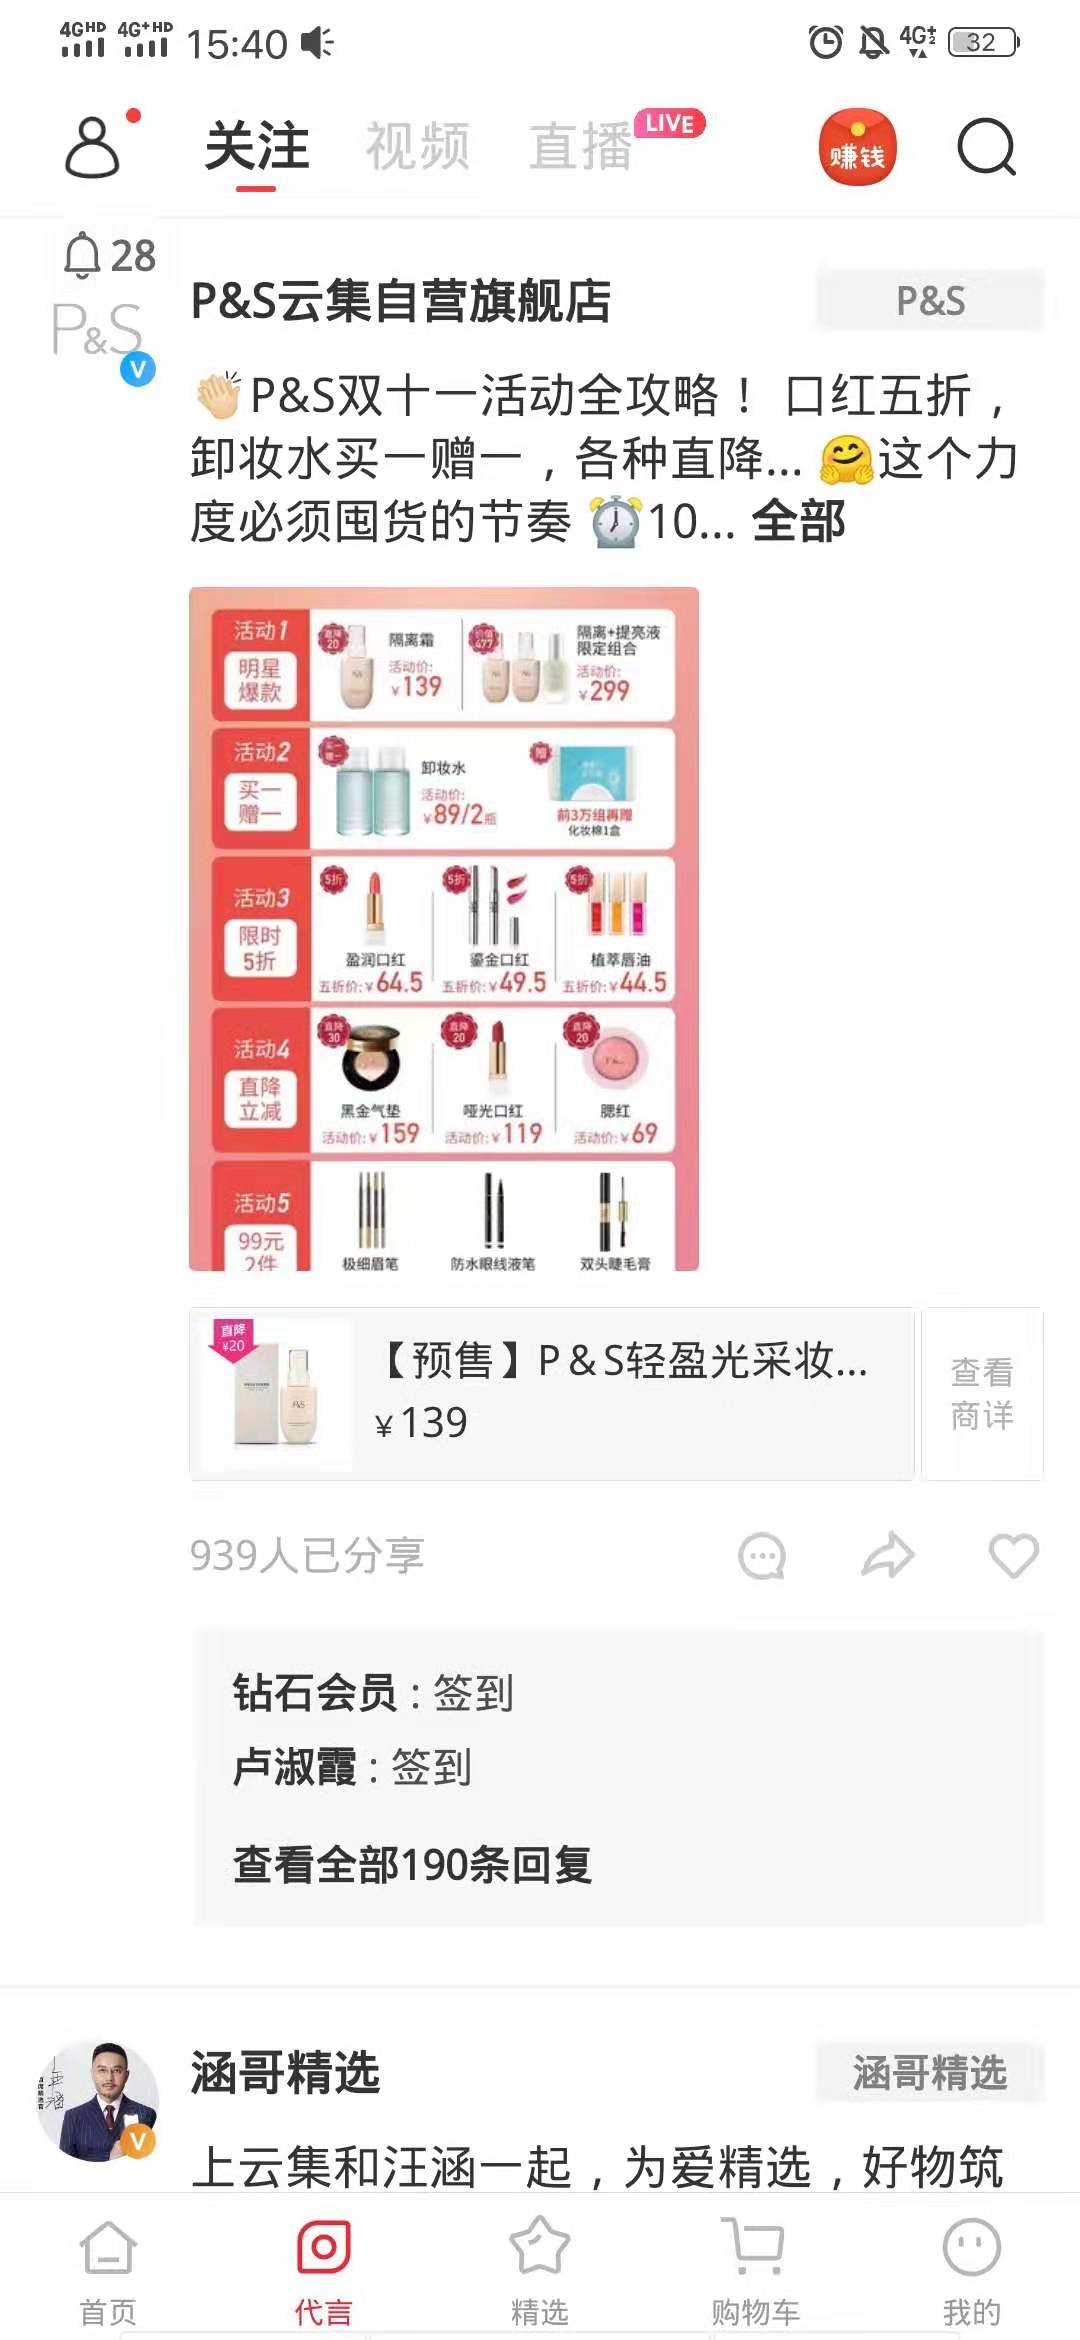 4GHD 4G+HD 15:40 4G+2 32
关注 视频 直播 LIVE 赚钱
28
P&S
P&S云集自营旗舰店 P&S
👏P&S双十一活动全攻略！ 口红五折，
卸妆水买一赠一，各种直降... 🤗这个力
度必须囤货的节奏 ⏰10... 全部
活动1
明星
爆款
直降
20
隔离霜
活动价:
¥139
价值
477
隔离+提亮液
限定组合
活动价:
¥299
活动2
买一
赠一
买一
赠一
卸妆水
活动价:
¥89/2瓶
赠
前3万组再赠
化妆棉1盒
活动3
限时
5折
5折 5折 5折
盈润口红 鎏金口红 植萃唇油
五折价:¥64.5 五折价:¥49.5 五折价:¥44.5
活动4
直降
立减
直降
30
直降
20
直降
20
黑金气垫 哑光口红 腮红
活动价:¥159 活动价:¥119 活动价:¥69
活动5
99元
2件
极细眉笔 防水眼线液笔 双头睫毛膏
直降
¥20
P&S
【预售】P&S轻盈光采妆...
¥139
查看
商详
939人已分享
钻石会员 : 签到
卢淑霞 : 签到
查看全部190条回复
涵哥精选 涵哥精选
上云集和汪涵一起，为爱精选，好物筑
首页 代言 精选 购物车 我的